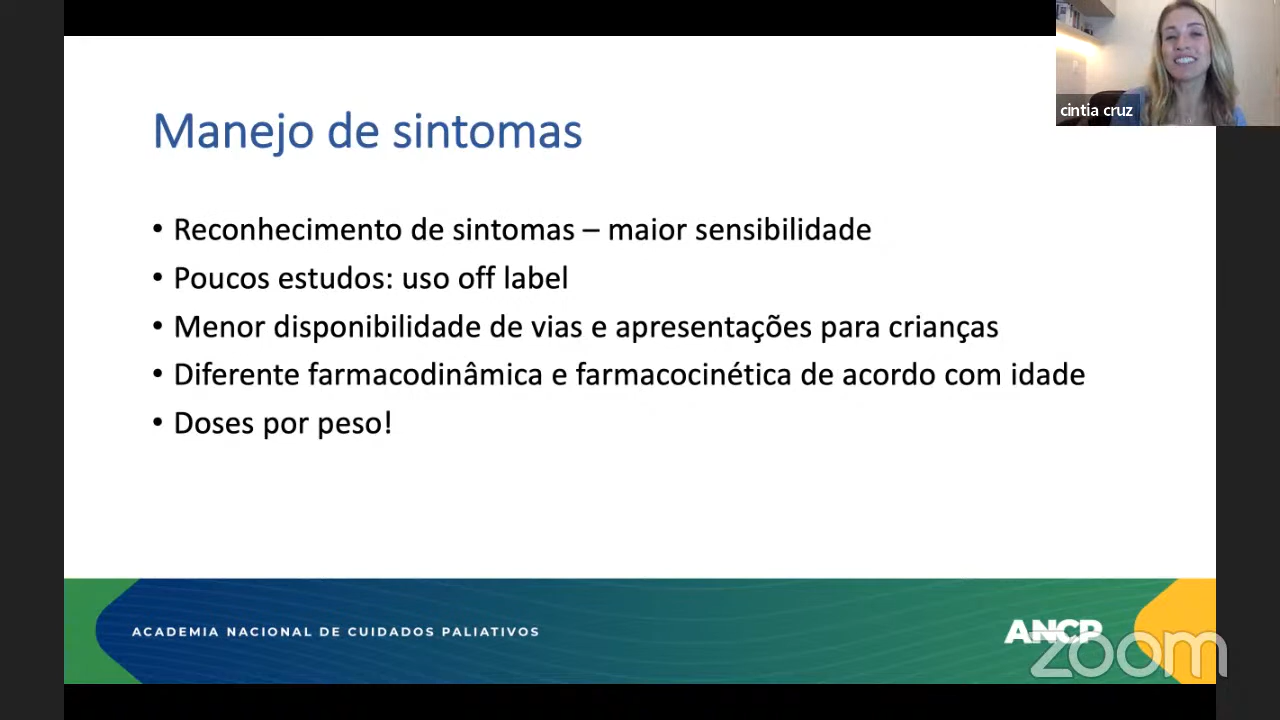 cintia cruz
Manejo de sintomas
• Reconhecimento de sintomas – maior sensibilidade
• Poucos estudos: uso off label
• Menor disponibilidade de vias e apresentações para crianças
• Diferente farmacodinâmica e farmacocinética de acordo com idade
• Doses por peso!
ACADEMIA NACIONAL DE CUIDADOS PALIATIVOS
ANCP
zoom